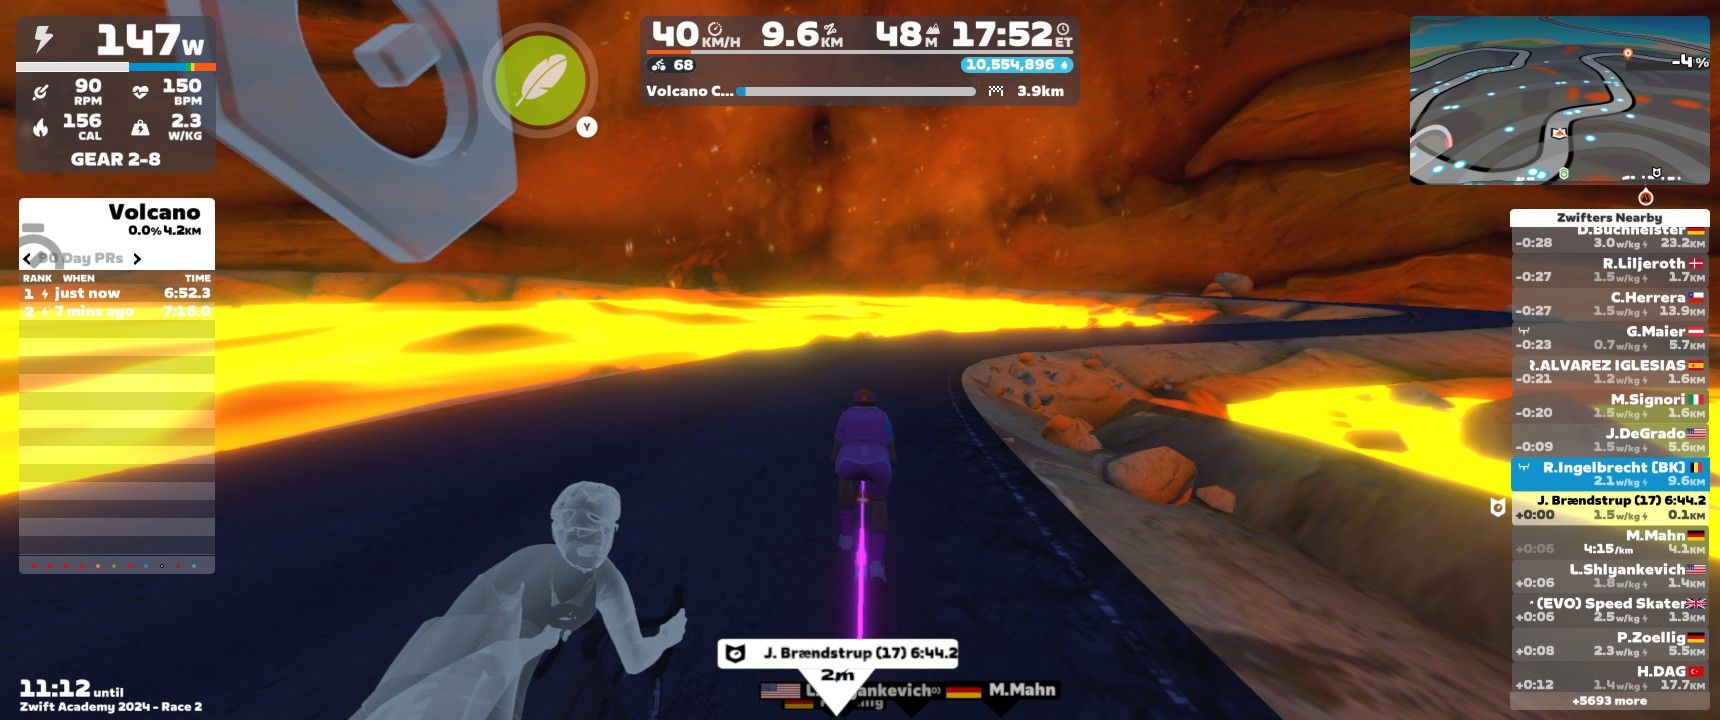 147W
90 RPM
150 BPM
156 CAL
2.3 W/KG
GEAR 2-8
Y
40 KM/H 9.6KM 48M 17:52ET
68 10,554,896
Volcano C... 3.9km
-4%
Volcano
0.0% 4.2KM
90 Day PRs
RANK WHEN TIME
1 just now 6:52.3
2 7 mins ago 7:16.0
11:12 until
Zwift Academy 2024 - Race 2
J. Brændstrup (17) 6:44.2
2m
M.Mahn
Zwifters Nearby
D.Buchheister
-0:28 3.0w/kg 23.2KM
R.Liljeroth
-0:27 1.5w/kg 1.7KM
C.Herrera
-0:27 1.5w/kg 13.9KM
G.Maier
-0:23 0.7w/kg 5.7KM
R.ALVAREZ IGLESIAS
-0:21 1.2w/kg 1.6KM
M.Signori
-0:20 1.5w/kg 1.6KM
J.DeGrado
-0:09 1.5w/kg 5.6KM
R.Ingelbrecht (BK)
2.1w/kg 9.6KM
J. Brændstrup (17) 6:44.2
+0:00 1.5w/kg 0.1KM
M.Mahn
+0:06 4:15/km 4.1KM
L.Shlyankevich
+0:06 1.8w/kg 1.4KM
(EVO) Speed Skater
+0:06 2.5w/kg 1.3KM
P.Zoellig
+0:08 2.3w/kg 5.5KM
H.DAG
+0:12 1.4w/kg 17.7KM
+5693 more